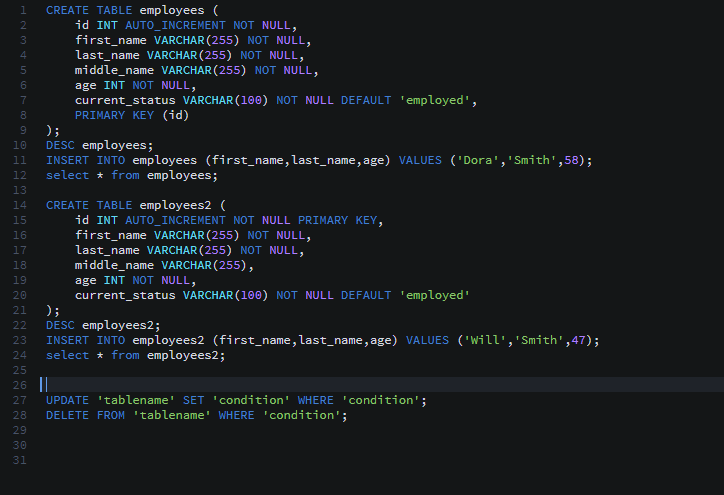 1 CREATE TABLE employees (
2     id INT AUTO_INCREMENT NOT NULL,
3     first_name VARCHAR(255) NOT NULL,
4     last_name VARCHAR(255) NOT NULL,
5     middle_name VARCHAR(255) NOT NULL,
6     age INT NOT NULL,
7     current_status VARCHAR(100) NOT NULL DEFAULT 'employed',
8     PRIMARY KEY (id)
9 );
10 DESC employees;
11 INSERT INTO employees (first_name,last_name,age) VALUES ('Dora','Smith',58);
12 select * from employees;
13
14 CREATE TABLE employees2 (
15     id INT AUTO_INCREMENT NOT NULL PRIMARY KEY,
16     first_name VARCHAR(255) NOT NULL,
17     last_name VARCHAR(255) NOT NULL,
18     middle_name VARCHAR(255),
19     age INT NOT NULL,
20     current_status VARCHAR(100) NOT NULL DEFAULT 'employed'
21 );
22 DESC employees2;
23 INSERT INTO employees2 (first_name,last_name,age) VALUES ('Will','Smith',47);
24 select * from employees2;
25
26
27 UPDATE 'tablename' SET 'condition' WHERE 'condition';
28 DELETE FROM 'tablename' WHERE 'condition';
29
30
31